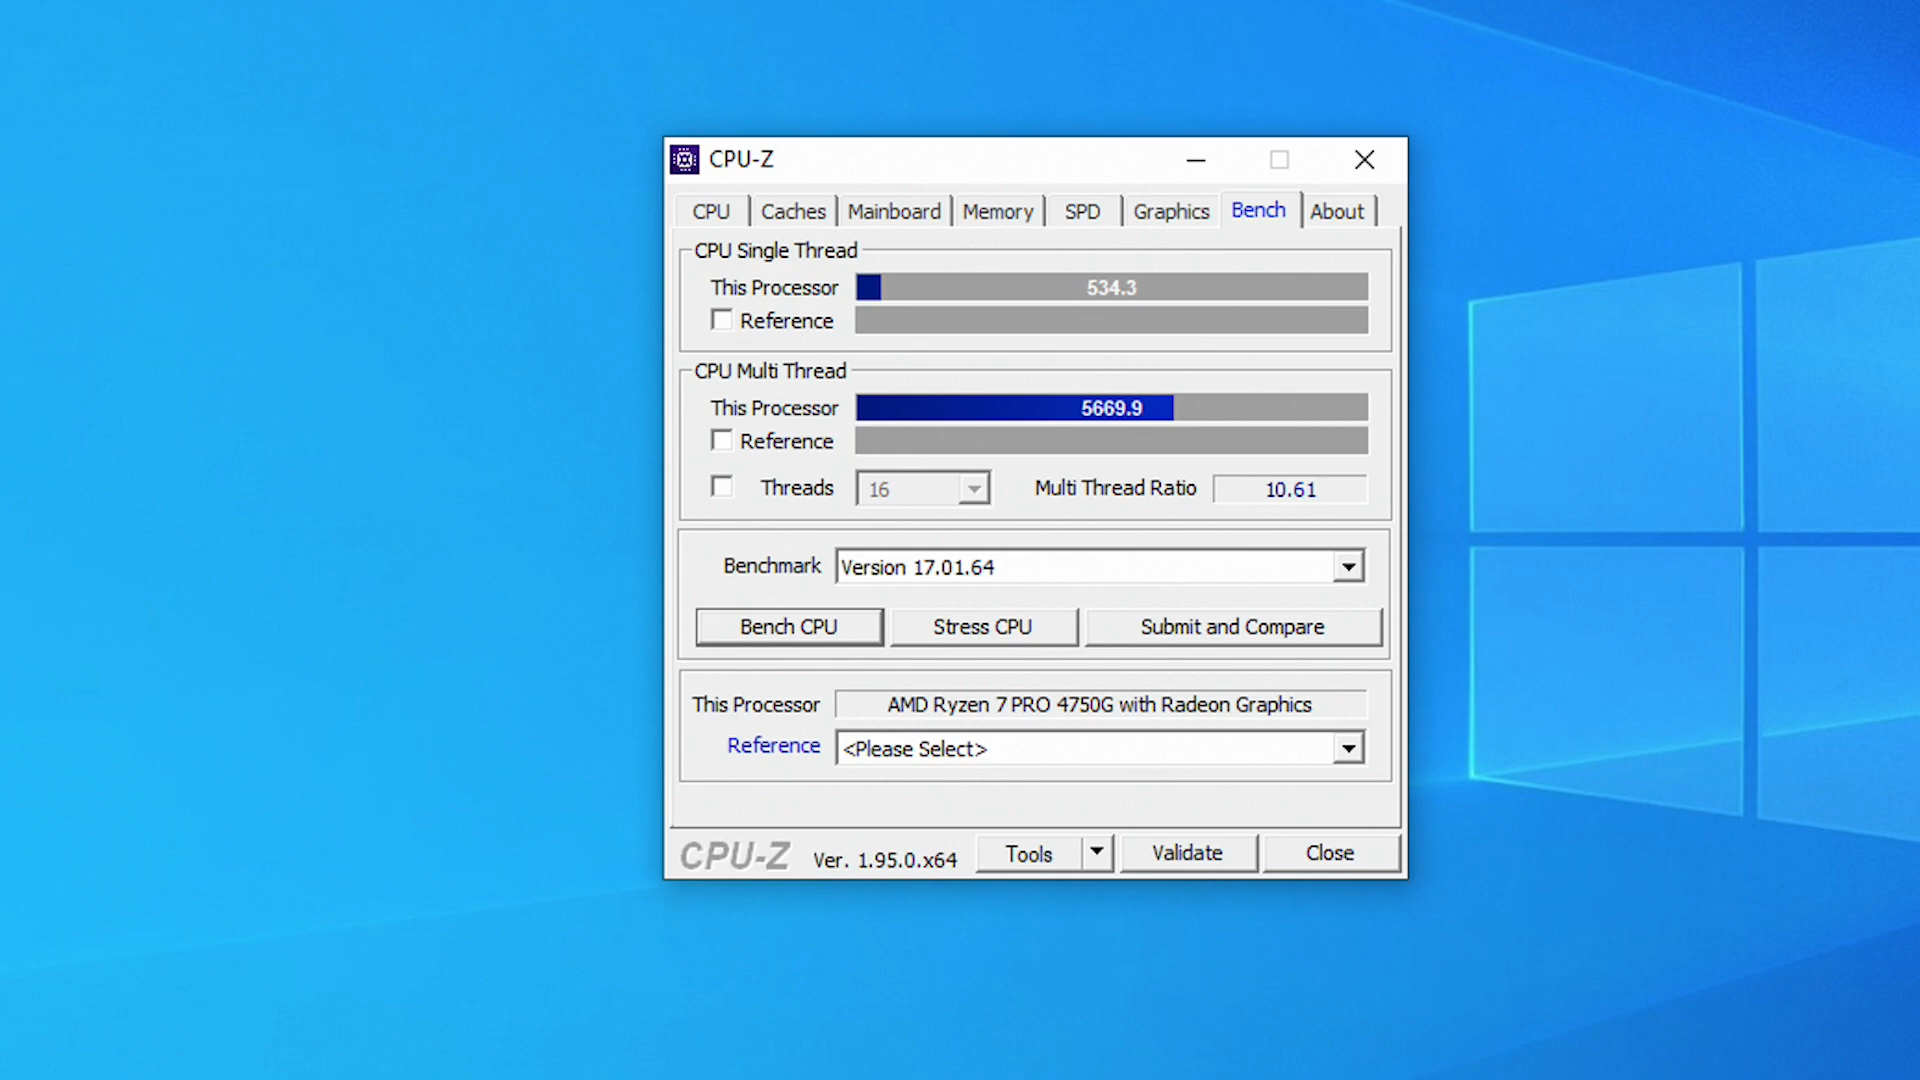 CPU-Z
CPU Caches Mainboard Memory SPD Graphics Bench About
CPU Single Thread
This Processor 534.3
Reference
CPU Multi Thread
This Processor 5669.9
Reference
Threads 16 Multi Thread Ratio 10.61
Benchmark Version 17.01.64
Bench CPU Stress CPU Submit and Compare
This Processor AMD Ryzen 7 PRO 4750G with Radeon Graphics
Reference <Please Select>
CPU-Z Ver. 1.95.0.x64 Tools Validate Close